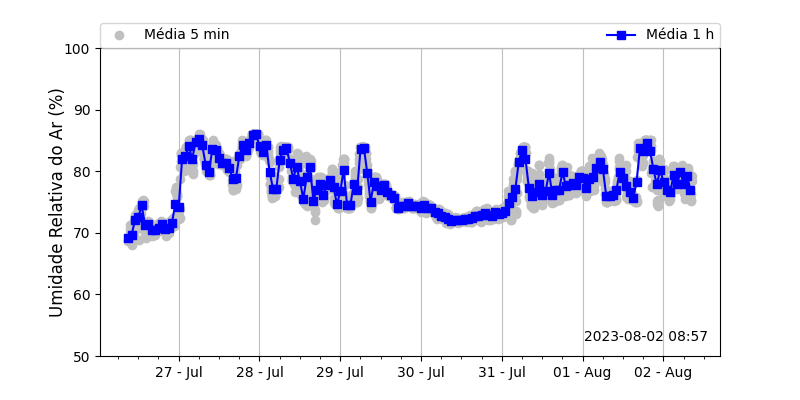 Média 5 min
Média 1 h
Umidade Relativa do Ar (%)
100
90
80
70
60
50
2023-08-02 08:57
27 - Jul
28 - Jul
29 - Jul
30 - Jul
31 - Jul
01 - Aug
02 - Aug